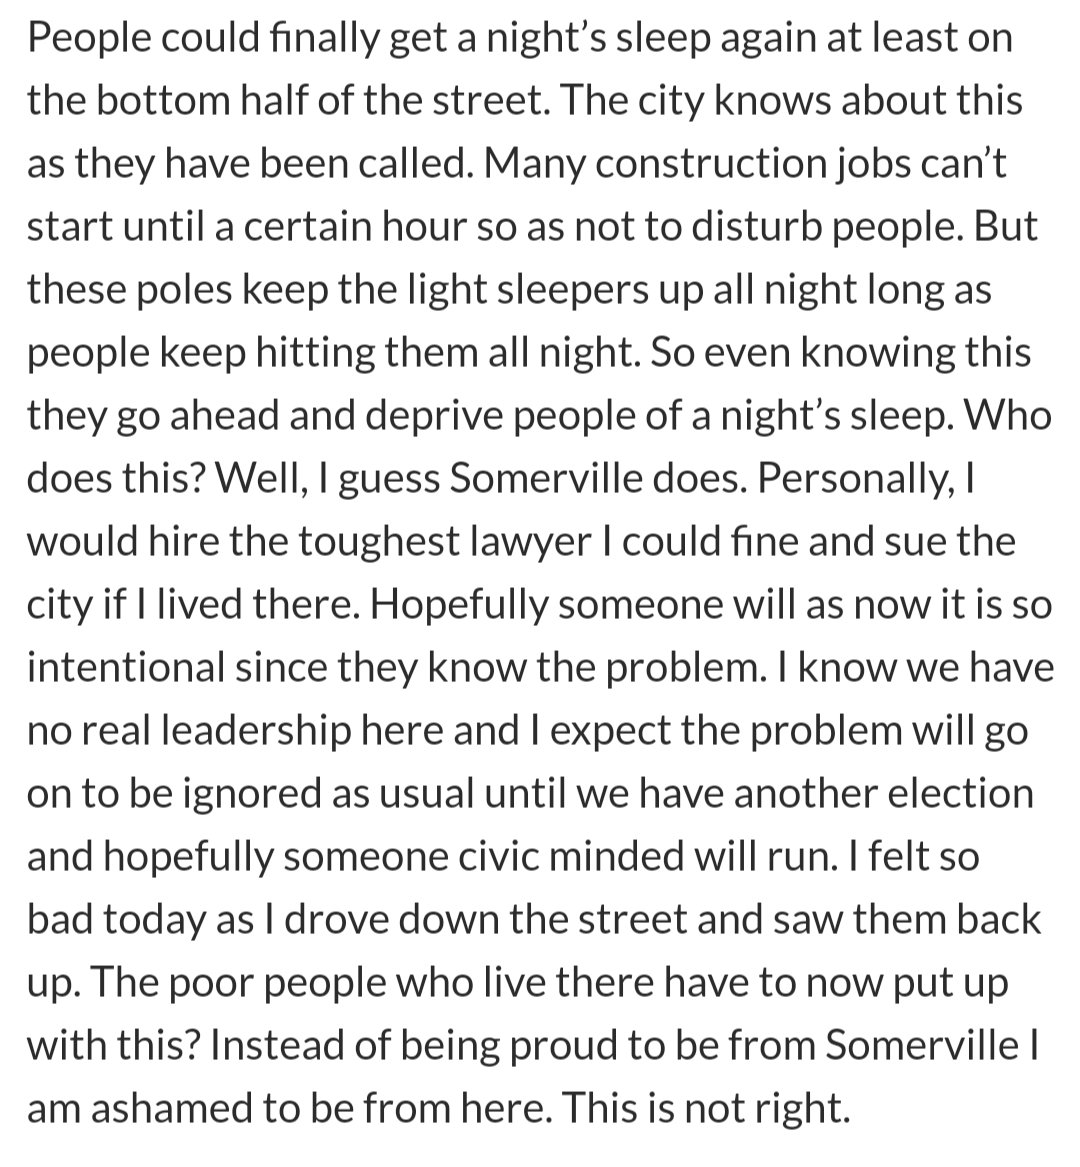 People could finally get a night’s sleep again at least on
the bottom half of the street. The city knows about this
as they have been called. Many construction jobs can’t
start until a certain hour so as not to disturb people. But
these poles keep the light sleepers up all night long as
people keep hitting them all night. So even knowing this
they go ahead and deprive people of a night’s sleep. Who
does this? Well, I guess Somerville does. Personally, I
would hire the toughest lawyer I could fine and sue the
city if I lived there. Hopefully someone will as now it is so
intentional since they know the problem. I know we have
no real leadership here and I expect the problem will go
on to be ignored as usual until we have another election
and hopefully someone civic minded will run. I felt so
bad today as I drove down the street and saw them back
up. The poor people who live there have to now put up
with this? Instead of being proud to be from Somerville I
am ashamed to be from here. This is not right.